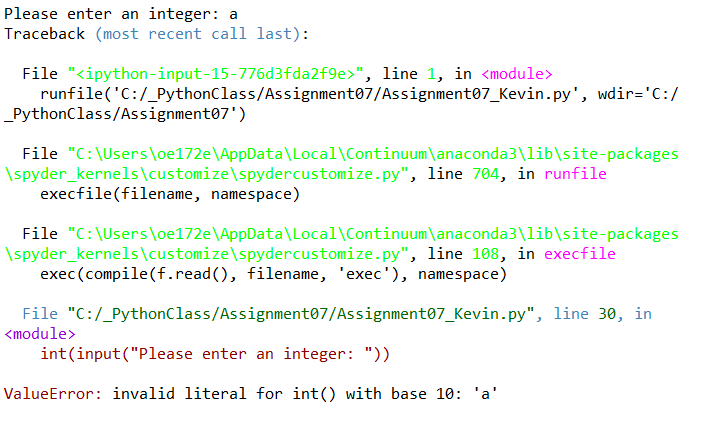 Please enter an integer: a
Traceback (most recent call last):
File "<ipython-input-15-776d3fda2f9e>", line 1, in <module>
runfile('C:/_PythonClass/Assignment07/Assignment07_Kevin.py', wdir='C:/
_PythonClass/Assignment07')
File "C:\Users\oe172e\AppData\Local\Continuum\anaconda3\lib\site-packages
\spyder_kernels\customize\spydercustomize.py", line 704, in runfile
execfile(filename, namespace)
File "C:\Users\oe172e\AppData\Local\Continuum\anaconda3\lib\site-packages
\spyder_kernels\customize\spydercustomize.py", line 108, in execfile
exec(compile(f.read(), filename, 'exec'), namespace)
File "C:/_PythonClass/Assignment07/Assignment07_Kevin.py", line 30, in
<module>
int(input("Please enter an integer: "))
ValueError: invalid literal for int() with base 10: 'a'